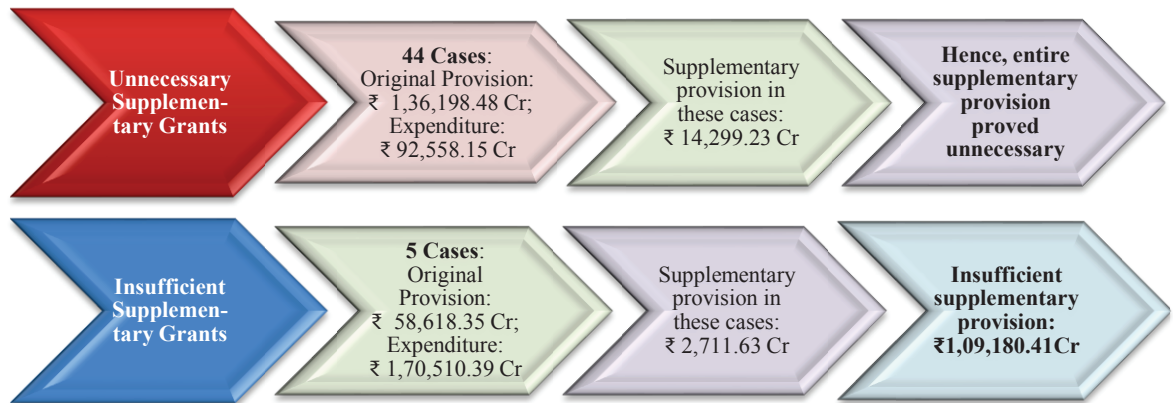 Unnecessary
Supplemen-
tary Grants
44 Cases:
Original Provision:
₹ 1,36,198.48 Cr;
Expenditure:
₹ 92,558.15 Cr
Supplementary
provision in
these cases:
₹ 14,299.23 Cr
Hence, entire
supplementary
provision
proved
unnecessary
Insufficient
Supplemen-
tary Grants
5 Cases:
Original
Provision:
₹ 58,618.35 Cr;
Expenditure:
₹ 1,70,510.39 Cr
Supplementary
provision in
these cases:
₹ 2,711.63 Cr
Insufficient
supplementary
provision:
₹1,09,180.41Cr